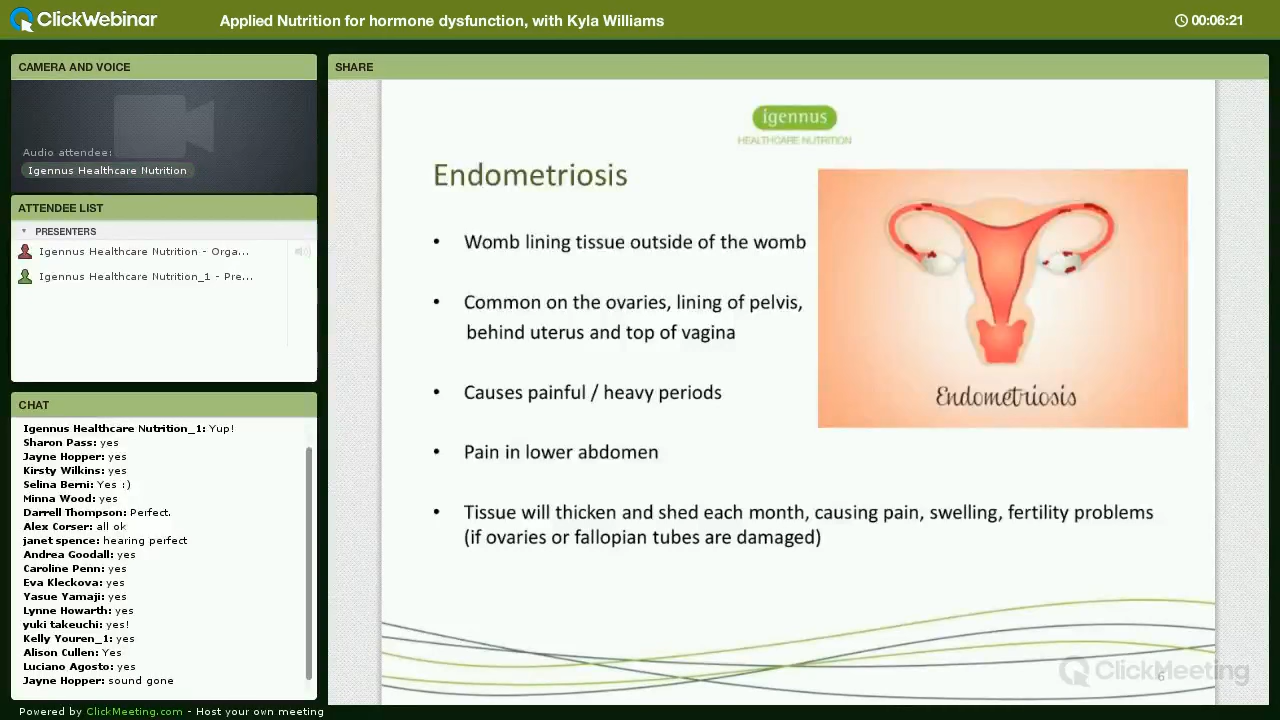 ClickWebinar
Applied Nutrition for hormone dysfunction, with Kyla Williams
00:06:21
CAMERA AND VOICE
Audio attendee:
Igennus Healthcare Nutrition
ATTENDEE LIST
PRESENTERS
Igennus Healthcare Nutrition - Orga...
Igennus Healthcare Nutrition_1 - Pre...
CHAT
Igennus Healthcare Nutrition_1: Yup!
Sharon Pass: yes
Jayne Hopper: yes
Kirsty Wilkins: yes
Selina Berni: Yes :)
Minna Wood: yes
Darrell Thompson: Perfect.
Alex Corser: all ok
janet spence: hearing perfect
Andrea Goodall: yes
Caroline Penn: yes
Eva Kleckova: yes
Yasue Yamaji: yes
Lynne Howarth: yes
yuki takeuchi: yes!
Kelly Youren_1: yes
Alison Cullen: Yes
Luciano Agosto: yes
Jayne Hopper: sound gone
SHARE
igennus
HEALTHCARE NUTRITION
Endometriosis
• Womb lining tissue outside of the womb
• Common on the ovaries, lining of pelvis,
behind uterus and top of vagina
• Causes painful / heavy periods
• Pain in lower abdomen
• Tissue will thicken and shed each month, causing pain, swelling, fertility problems
(if ovaries or fallopian tubes are damaged)
Endometriosis
ClickMeeting
6
Powered by ClickMeeting.com - Host your own meeting